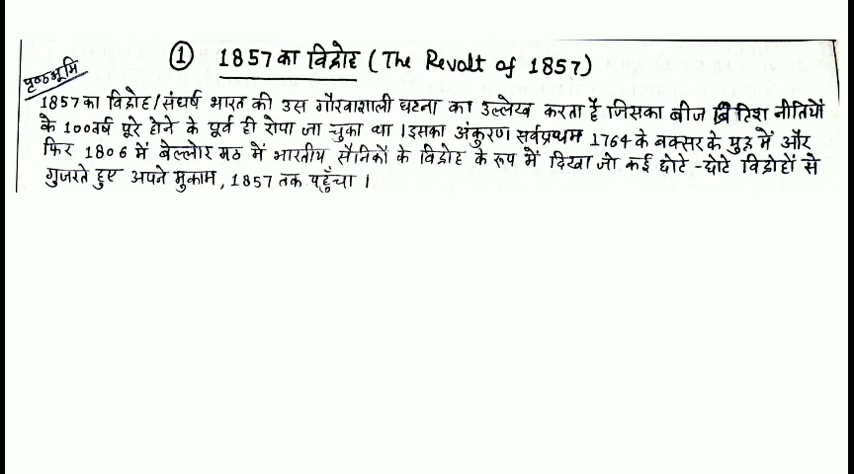 ① 1857 का विद्रोह (The Revolt of 1857)
पृष्ठभूमि
1857 का विद्रोह/संघर्ष भारत की उस गौरवाशाली घटना का उल्लेख करता है जिसका बीज ब्रिटिश नीतियों
के 100 वर्ष पूरे होने के पूर्व ही रोपा जा चुका था। इसका अंकुरण सर्वप्रथम 1764 के बक्सर के युद्ध में और
फिर 1806 में बेल्लोर मठ में भारतीय सैनिकों के विद्रोह के रूप में दिखा जो कई छोटे-छोटे विद्रोहों से
गुजरते हुए अपने मुकाम, 1857 तक पहुँचा।